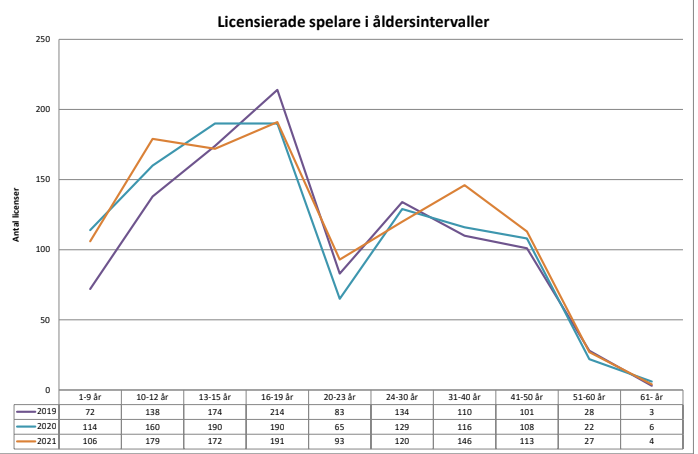 Licensierade spelare i åldersintervaller
250
200
150
100
50
0
Antal licenser
1-9 år 10-12 år 13-15 år 16-19 år 20-23 år 24-30 år 31-40 år 41-50 år 51-60 år 61- år
2019 72 138 174 214 83 134 110 101 28 3
2020 114 160 190 190 65 129 116 108 22 6
2021 106 179 172 191 93 120 146 113 27 4